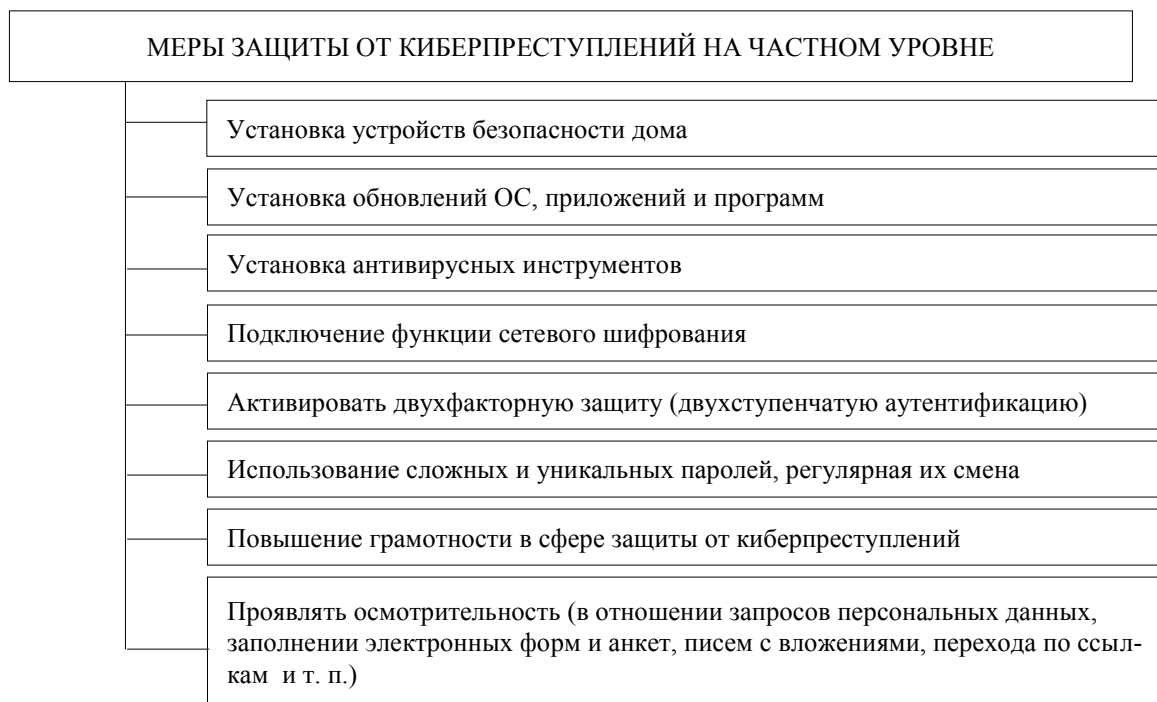 МЕРЫ ЗАЩИТЫ ОТ КИБЕРПРЕСТУПЛЕНИЙ НА ЧАСТНОМ УРОВНЕ
Установка устройств безопасности дома
Установка обновлений ОС, приложений и программ
Установка антивирусных инструментов
Подключение функции сетевого шифрования
Активировать двухфакторную защиту (двухступенчатую аутентификацию)
Использование сложных и уникальных паролей, регулярная их смена
Повышение грамотности в сфере защиты от киберпреступлений
Проявлять осмотрительность (в отношении запросов персональных данных,
заполнении электронных форм и анкет, писем с вложениями, перехода по ссыл-
кам и т. п.)